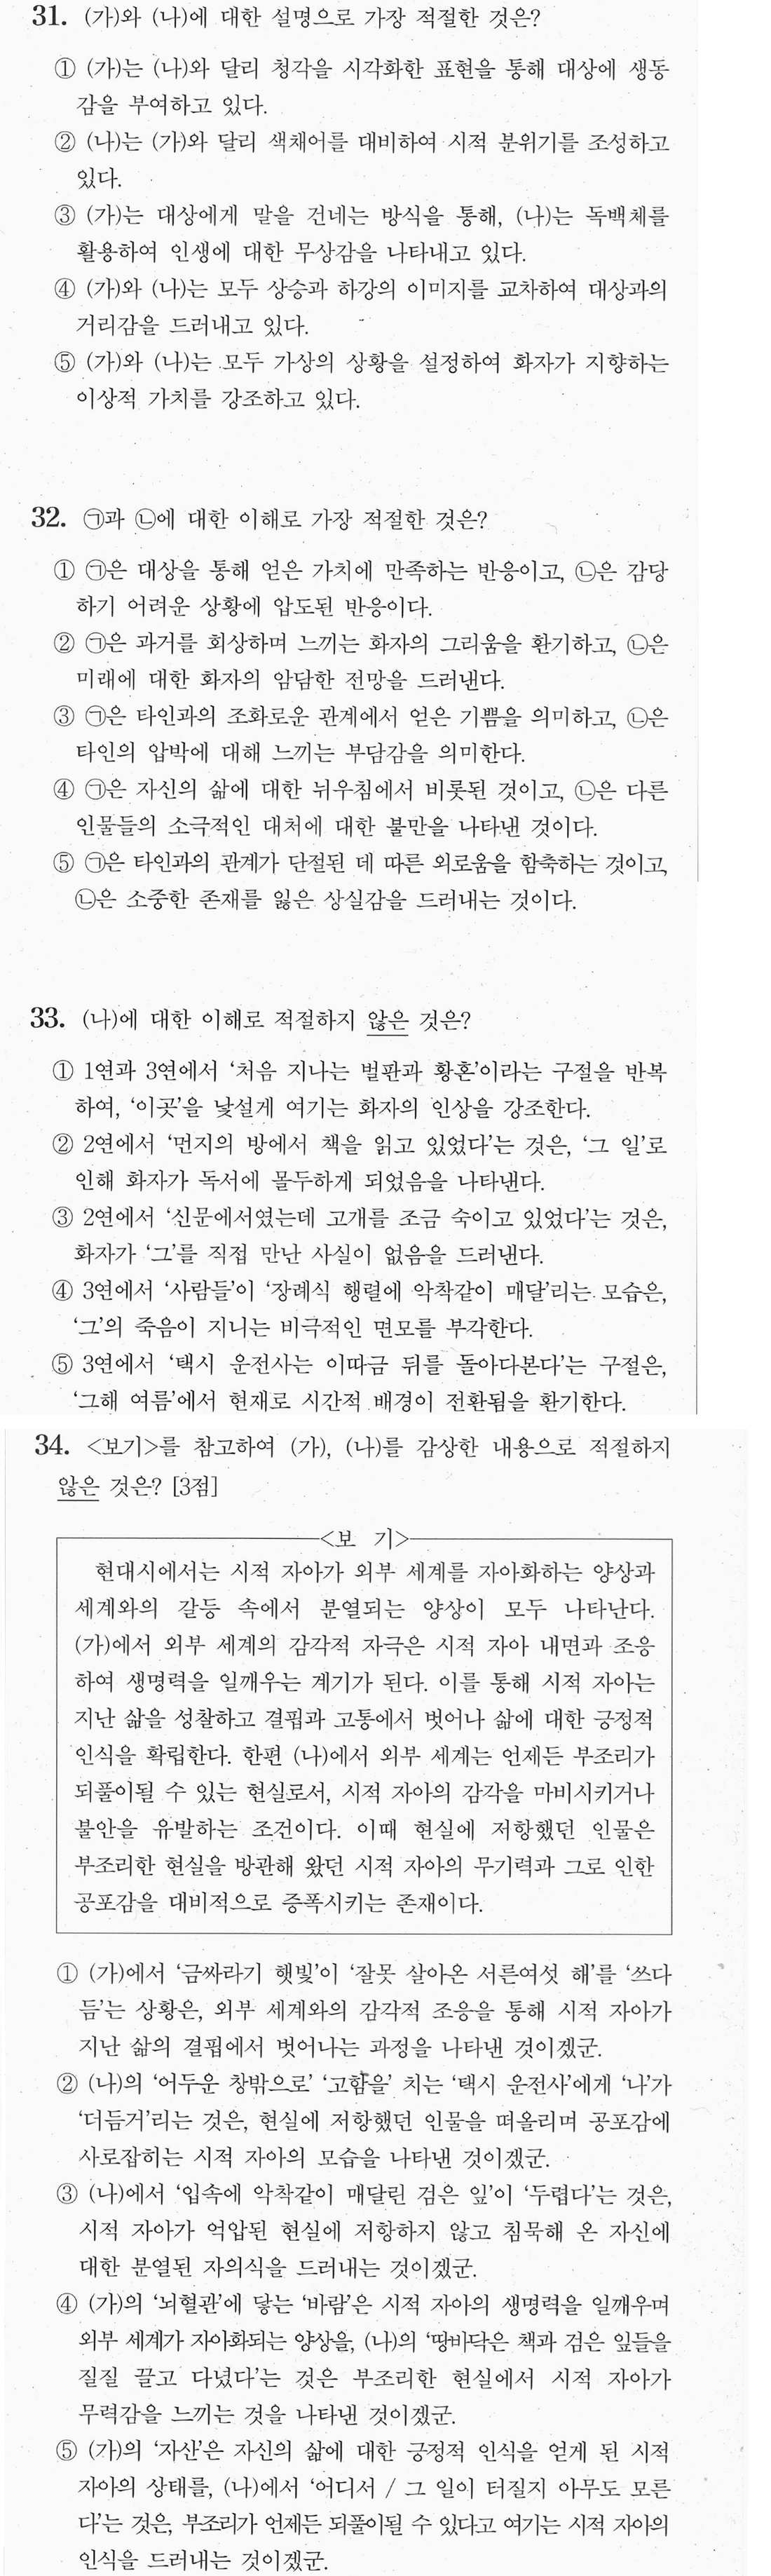 31. (가)와 (나)에 대한 설명으로 가장 적절한 것은?
① (가)는 (나)와 달리 청각을 시각화한 표현을 통해 대상에 생동
감을 부여하고 있다.
② (나)는 (가)와 달리 색채어를 대비하여 시적 분위기를 조성하고
있다.
③ (가)는 대상에게 말을 건네는 방식을 통해, (나)는 독백체를
활용하여 인생에 대한 무상감을 나타내고 있다.
④ (가)와 (나)는 모두 상승과 하강의 이미지를 교차하여 대상과의
거리감을 드러내고 있다.
⑤ (가)와 (나)는 모두 가상의 상황을 설정하여 화자가 지향하는
이상적 가치를 강조하고 있다.
32. ㉠과 ㉡에 대한 이해로 가장 적절한 것은?
① ㉠은 대상을 통해 얻은 가치에 만족하는 반응이고, ㉡은 감당
하기 어려운 상황에 압도된 반응이다.
② ㉠은 과거를 회상하며 느끼는 화자의 그리움을 환기하고, ㉡은
미래에 대한 화자의 암담한 전망을 드러낸다.
③ ㉠은 타인과의 조화로운 관계에서 얻은 기쁨을 의미하고, ㉡은
타인의 압박에 대해 느끼는 부담감을 의미한다.
④ ㉠은 자신의 삶에 대한 뉘우침에서 비롯된 것이고, ㉡은 다른
인물들의 소극적인 대처에 대한 불만을 나타낸 것이다.
⑤ ㉠은 타인과의 관계가 단절된 데 따른 외로움을 함축하는 것이고,
㉡은 소중한 존재를 잃은 상실감을 드러내는 것이다.
33. (나)에 대한 이해로 적절하지 않은 것은?
① 1연과 3연에서 ‘처음 지나는 벌판과 황혼’이라는 구절을 반복
하여, ‘이곳’을 낯설게 여기는 화자의 인상을 강조한다.
② 2연에서 ‘먼지의 방에서 책을 읽고 있었다’는 것은, ‘그 일’로
인해 화자가 독서에 몰두하게 되었음을 나타낸다.
③ 2연에서 ‘신문에서였는데 고개를 조금 숙이고 있었다’는 것은,
화자가 ‘그’를 직접 만난 사실이 없음을 드러낸다.
④ 3연에서 ‘사람들’이 ‘장례식 행렬에 악착같이 매달’리는 모습은,
‘그’의 죽음이 지니는 비극적인 면모를 부각한다.
⑤ 3연에서 ‘택시 운전사는 이따금 뒤를 돌아다본다’는 구절은,
‘그해 여름’에서 현재로 시간적 배경이 전환됨을 환기한다.
34. <보기>를 참고하여 (가), (나)를 감상한 내용으로 적절하지
않은 것은? [3점]
<보 기>
현대시에서는 시적 자아가 외부 세계를 자아화하는 양상과
세계와의 갈등 속에서 분열되는 양상이 모두 나타난다.
(가)에서 외부 세계의 감각적 자극은 시적 자아 내면과 조응
하여 생명력을 일깨우는 계기가 된다. 이를 통해 시적 자아는
지난 삶을 성찰하고 결핍과 고통에서 벗어나 삶에 대한 긍정적
인식을 확립한다. 한편 (나)에서 외부 세계는 언제든 부조리가
되풀이될 수 있는 현실로서, 시적 자아의 감각을 마비시키거나
불안을 유발하는 조건이다. 이때 현실에 저항했던 인물은
부조리한 현실을 방관해 왔던 시적 자아의 무기력과 그로 인한
공포감을 대비적으로 증폭시키는 존재이다.
① (가)에서 ‘금싸라기 햇빛’이 ‘잘못 살아온 서른여섯 해’를 ‘쓰다
듬’는 상황은, 외부 세계와의 감각적 조응을 통해 시적 자아가
지난 삶의 결핍에서 벗어나는 과정을 나타낸 것이겠군.
② (나)의 ‘어두운 창밖으로’ ‘고함을’ 치는 ‘택시 운전사’에게 ‘나’가
‘더듬거’리는 것은, 현실에 저항했던 인물을 떠올리며 공포감에
사로잡히는 시적 자아의 모습을 나타낸 것이겠군.
③ (나)에서 ‘입속에 악착같이 매달린 검은 잎’이 ‘두렵다’는 것은,
시적 자아가 억압된 현실에 저항하지 않고 침묵해 온 자신에
대한 분열된 자의식을 드러내는 것이겠군.
④ (가)의 ‘뇌혈관’에 닿는 ‘바람’은 시적 자아의 생명력을 일깨우며
외부 세계가 자아화되는 양상을, (나)의 ‘땅바닥은 책과 검은 잎들을
질질 끌고 다녔다’는 것은 부조리한 현실에서 시적 자아가
무력감을 느끼는 것을 나타낸 것이겠군.
⑤ (가)의 ‘자산’은 자신의 삶에 대한 긍정적 인식을 얻게 된 시적
자아의 상태를, (나)에서 ‘어디서 / 그 일이 터질지 아무도 모른
다’는 것은, 부조리가 언제든 되풀이될 수 있다고 여기는 시적 자아의
인식을 드러내는 것이겠군.